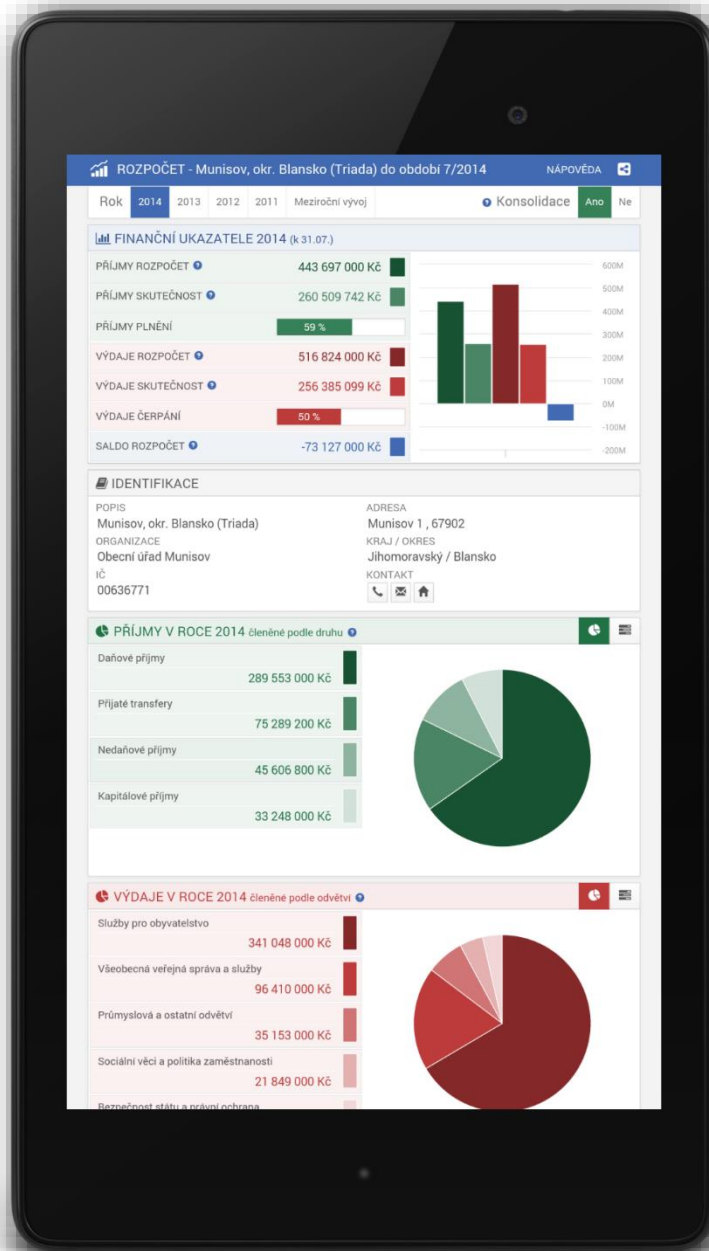 ROZPOČET - Munisov, okr. Blansko (Triada) do období 7/2014 NÁPOVĚDA
Rok 2014 2013 2012 2011 Meziroční vývoj Konsolidace Ano Ne
FINANČNÍ UKAZATELE 2014 (k 31.07.)
PŘÍJMY ROZPOČET 443 697 000 Kč
PŘÍJMY SKUTEČNOST 260 509 742 Kč
PŘÍJMY PLNĚNÍ 59 %
VÝDAJE ROZPOČET 516 824 000 Kč
VÝDAJE SKUTEČNOST 256 385 099 Kč
VÝDAJE ČERPÁNÍ 50 %
SALDO ROZPOČET -73 127 000 Kč
600M
500M
400M
300M
200M
100M
0M
-100M
-200M
IDENTIFIKACE
POPIS
Munisov, okr. Blansko (Triada)
ORGANIZACE
Obecní úřad Munisov
IČ
00636771
ADRESA
Munisov 1 , 67902
KRAJ / OKRES
Jihomoravský / Blansko
KONTAKT
PŘÍJMY V ROCE 2014 členěné podle druhu
Daňové příjmy
289 553 000 Kč
Přijaté transfery
75 289 200 Kč
Nedaňové příjmy
45 606 800 Kč
Kapitálové příjmy
33 248 000 Kč
VÝDAJE V ROCE 2014 členěné podle odvětví
Služby pro obyvatelstvo
341 048 000 Kč
Všeobecná veřejná správa a služby
96 410 000 Kč
Průmyslová a ostatní odvětví
35 153 000 Kč
Sociální věci a politika zaměstnanosti
21 849 000 Kč
Bezpečnost státu a právní ochrana